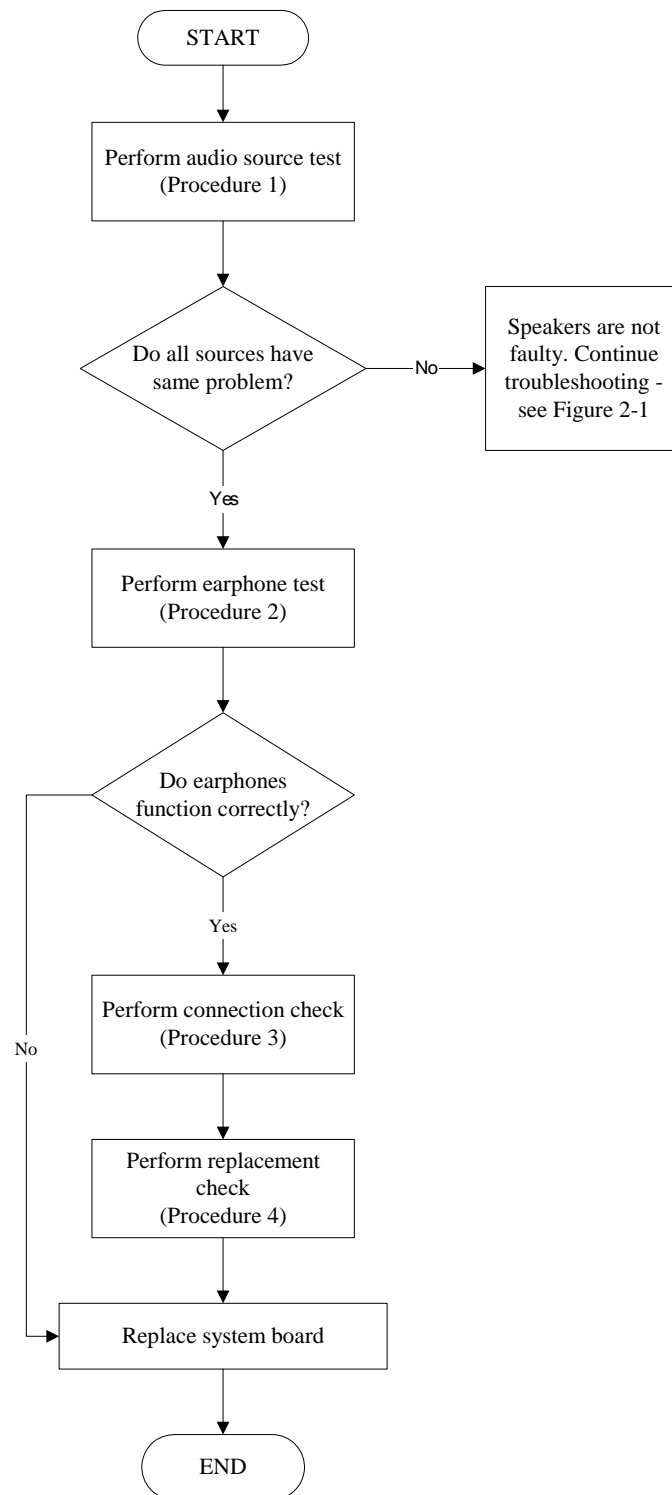 START
Perform audio source test
(Procedure 1)
Do all sources have
same problem?
No
Speakers are not
faulty. Continue
troubleshooting -
see Figure 2-1
Yes
Perform earphone test
(Procedure 2)
Do earphones
function correctly?
Yes
No
Perform connection check
(Procedure 3)
Perform replacement
check
(Procedure 4)
Replace system board
END